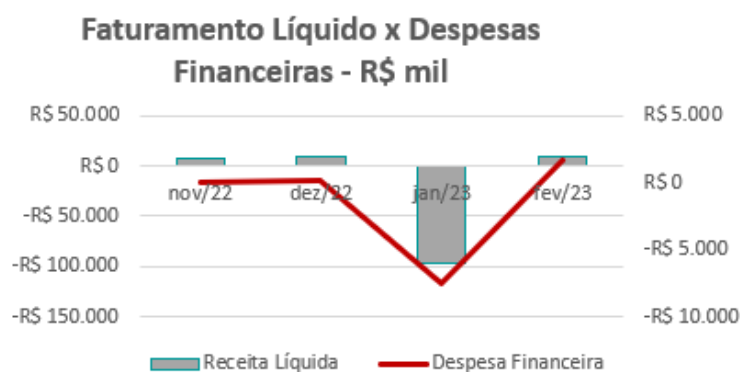 Faturamento Líquido x Despesas
Financeiras - R$ mil
R$ 50.000
R$ 0
-R$ 50.000
-R$ 100.000
-R$ 150.000
nov/22 dez/22 jan/23 fev/23
R$ 5.000
R$ 0
-R$ 5.000
-R$ 10.000
Receita Líquida Despesa Financeira